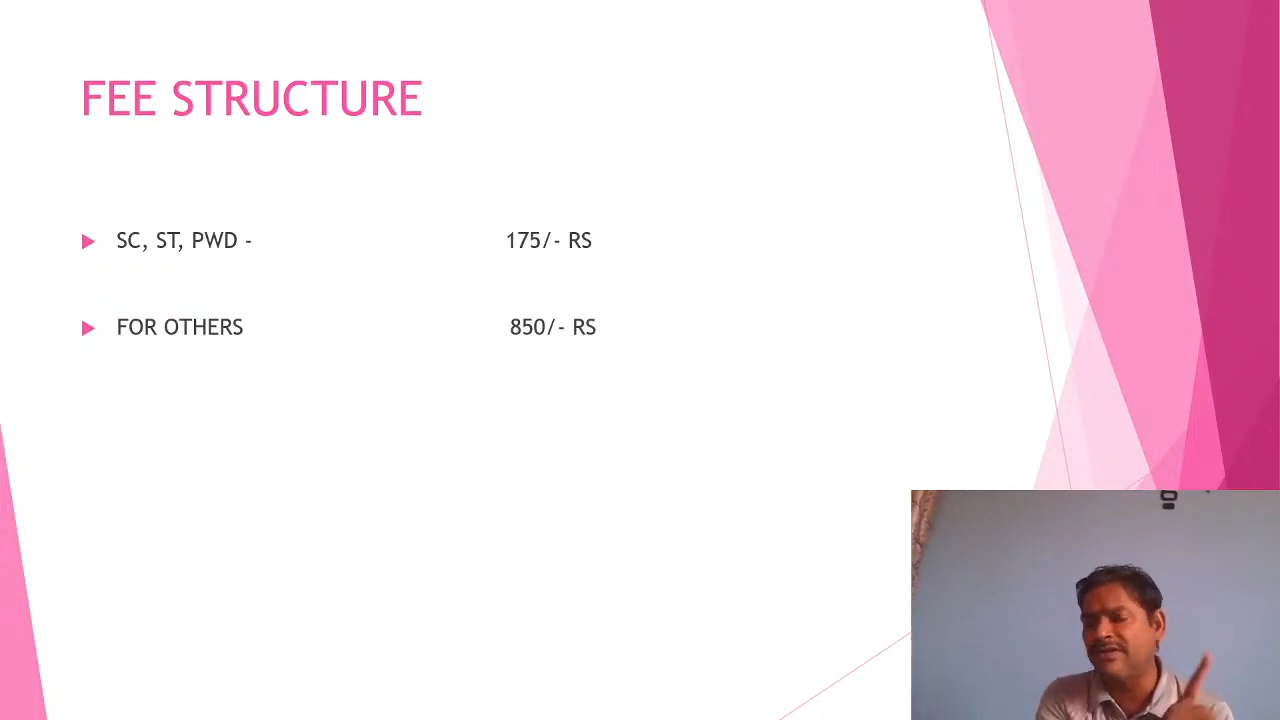 FEE STRUCTURE
SC, ST, PWD - 175/- RS
FOR OTHERS 850/- RS